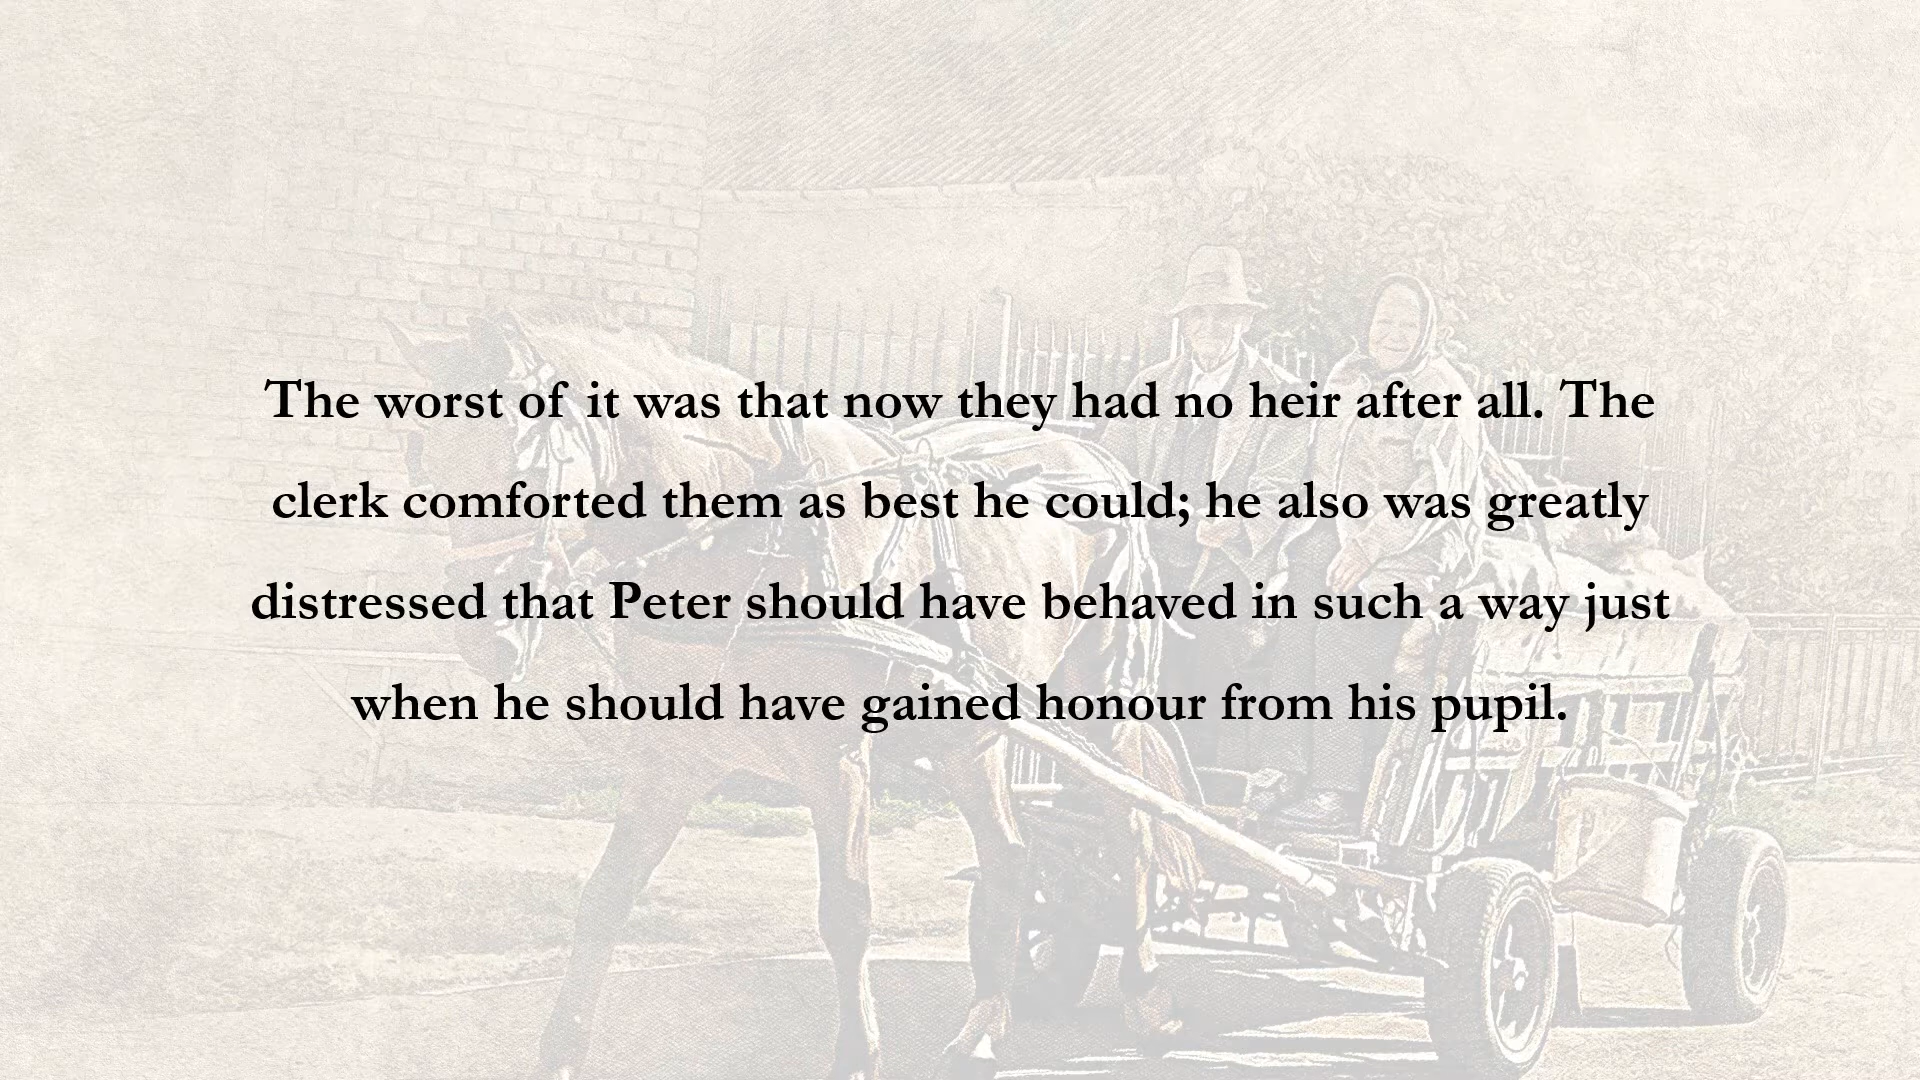 The worst of it was that now they had no heir after all. The
clerk comforted them as best he could; he also was greatly
distressed that Peter should have behaved in such a way just
when he should have gained honour from his pupil.